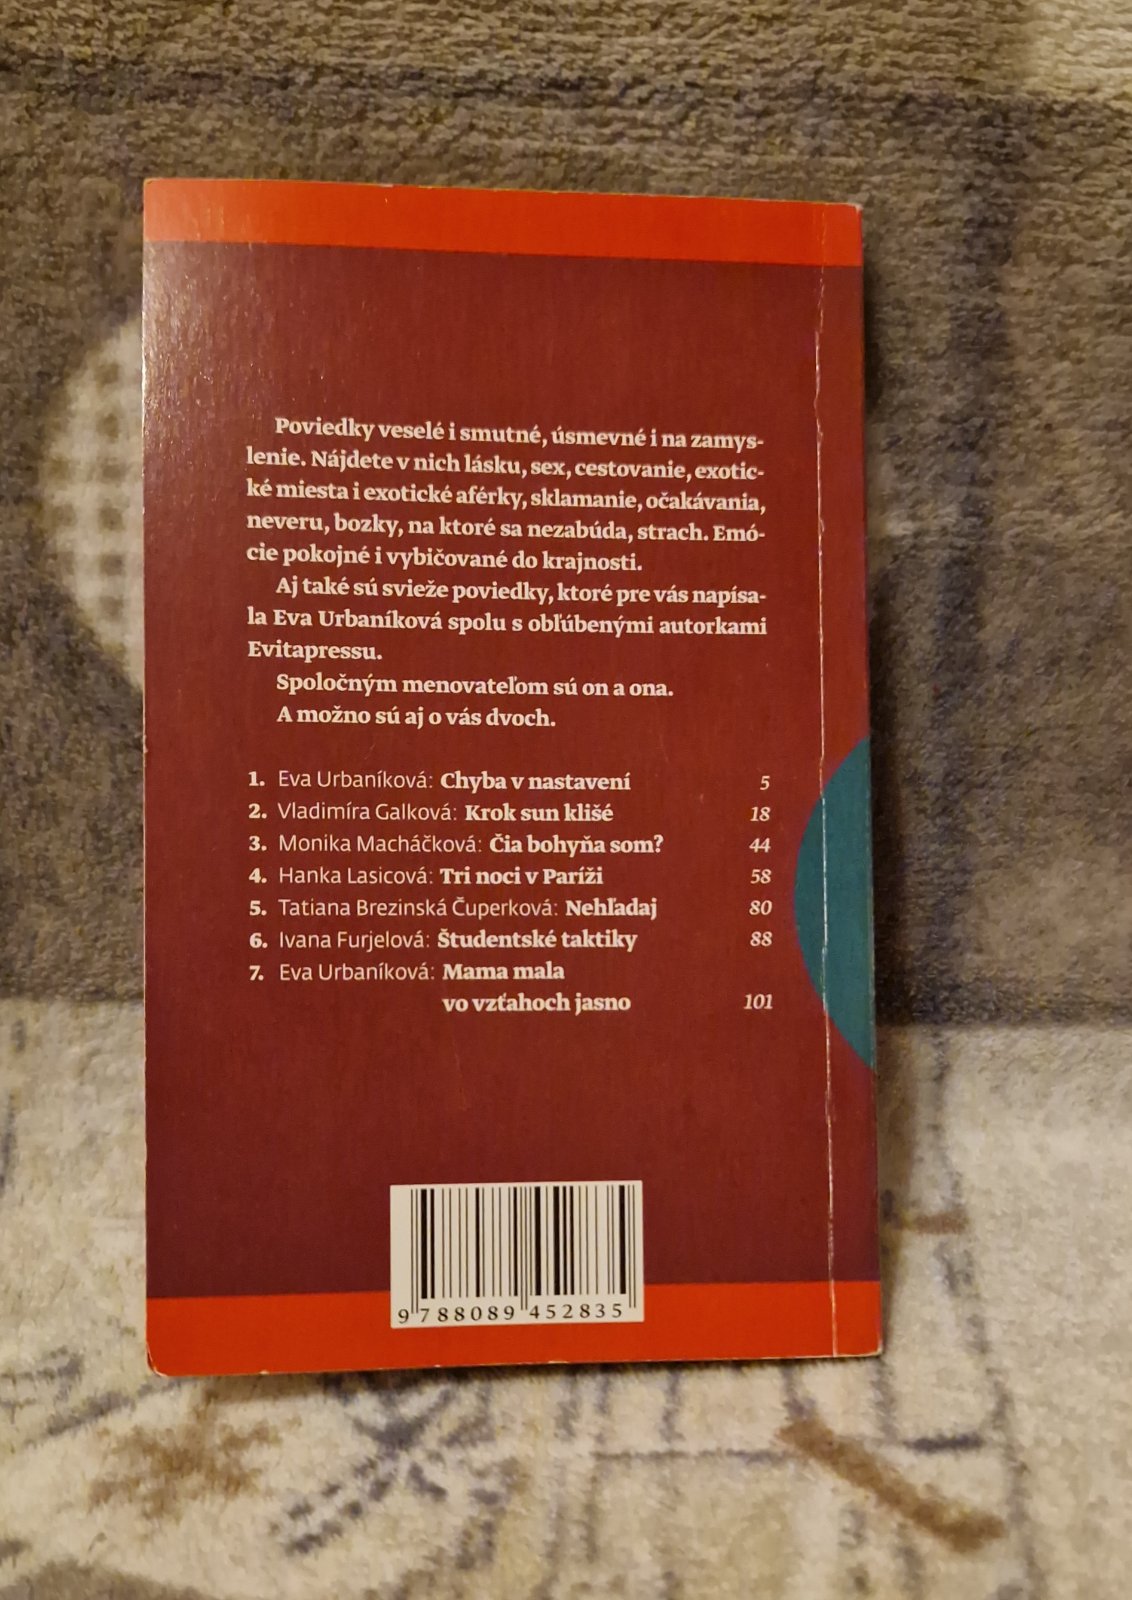 Poviedky veselé i smutné, úsmevné i na zamys-
lenie. Nájdete v nich lásku, sex, cestovanie, exotic-
ké miesta i exotické aférky, sklamanie, očakávania,
neveru, bozky, na ktoré sa nezabúda, strach. Emó-
cie pokojné i vybičované do krajnosti.
Aj také sú svieže poviedky, ktoré pre vás napísa-
la Eva Urbaníková spolu s obľúbenými autorkami
Evitapressu.
Spoločným menovateľom sú on a ona.
A možno sú aj o vás dvoch.
1. Eva Urbaníková: Chyba v nastavení 5
2. Vladimíra Galková: Krok sun klišé 18
3. Monika Macháčková: Čia bohyňa som? 44
4. Hanka Lasicová: Tri noci v Paríži 58
5. Tatiana Brezinská Čuperková: Nehľadaj 80
6. Ivana Furjelová: Študentské taktiky 88
7. Eva Urbaníková: Mama mala
vo vzťahoch jasno 101
9 788089 452835